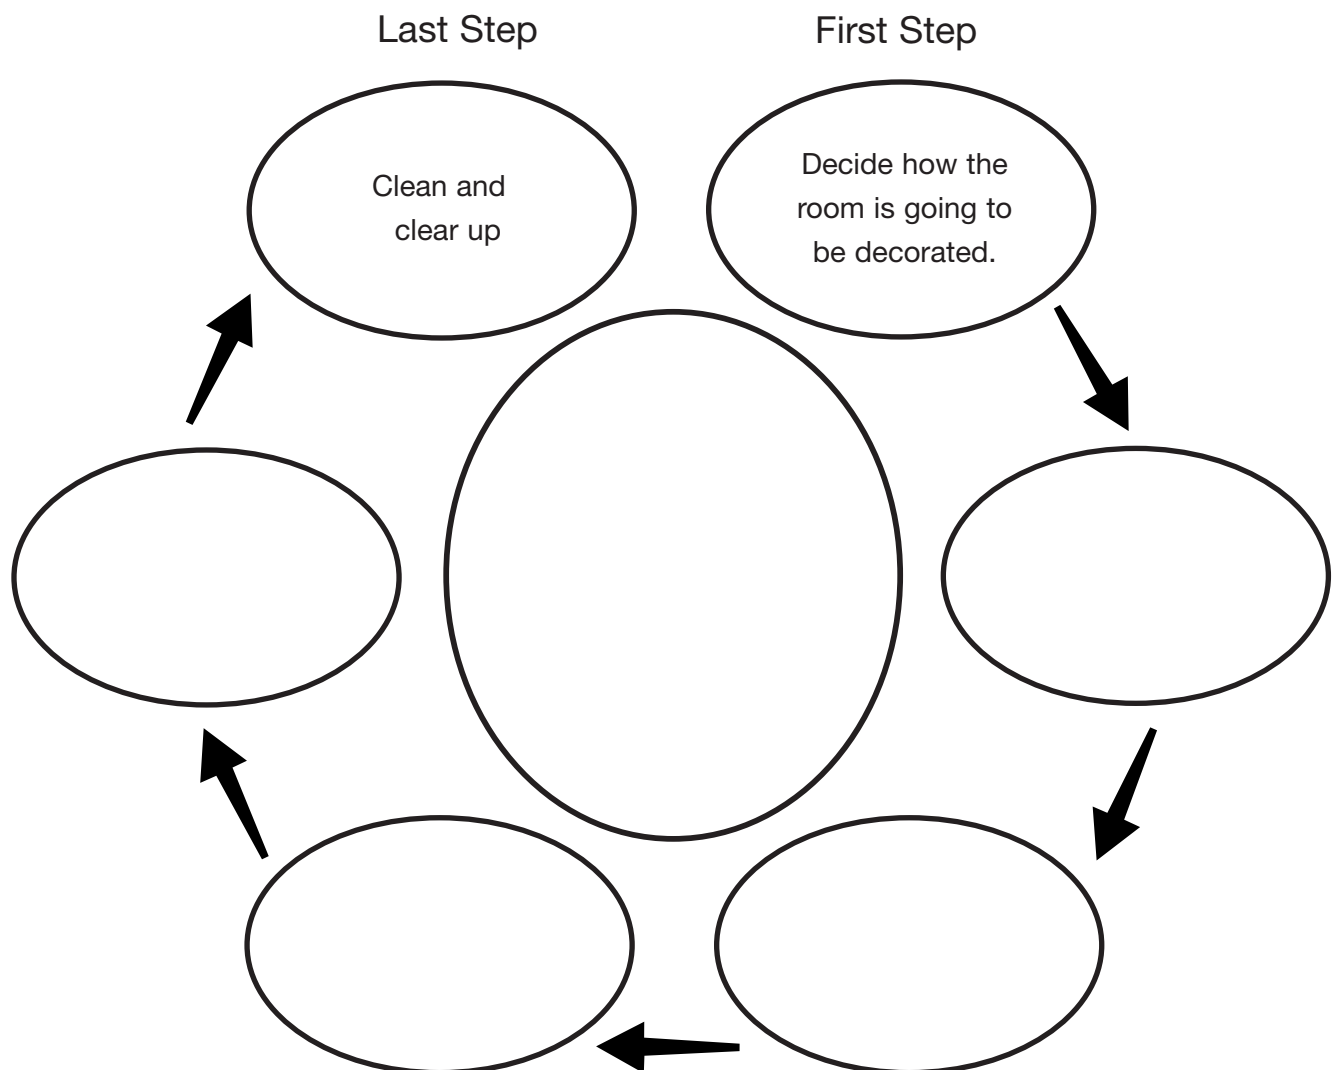 Last Step
First Step
Clean and
clear up
Decide how the
room is going to
be decorated.